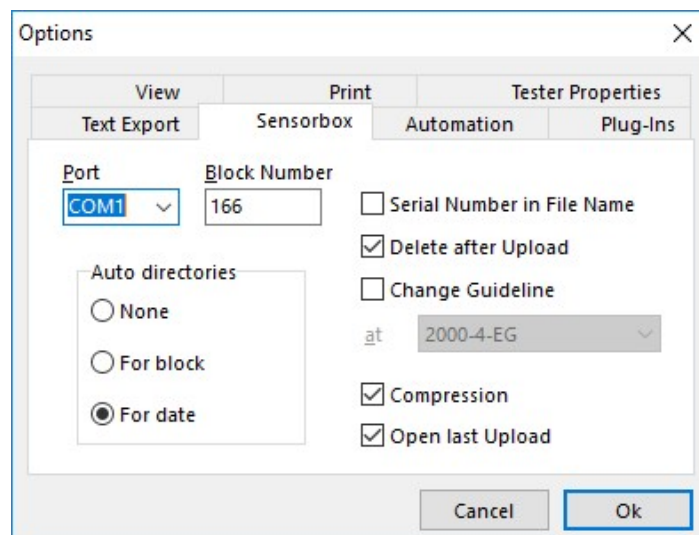 Options
View Print Tester Properties
Text Export Sensorbox Automation Plug-Ins
Port Block Number
COM1 166
Serial Number in File Name
Delete after Upload
Auto directories
Change Guideline
None
at 2000-4-EG
For block
Compression
For date
Open last Upload
Cancel Ok